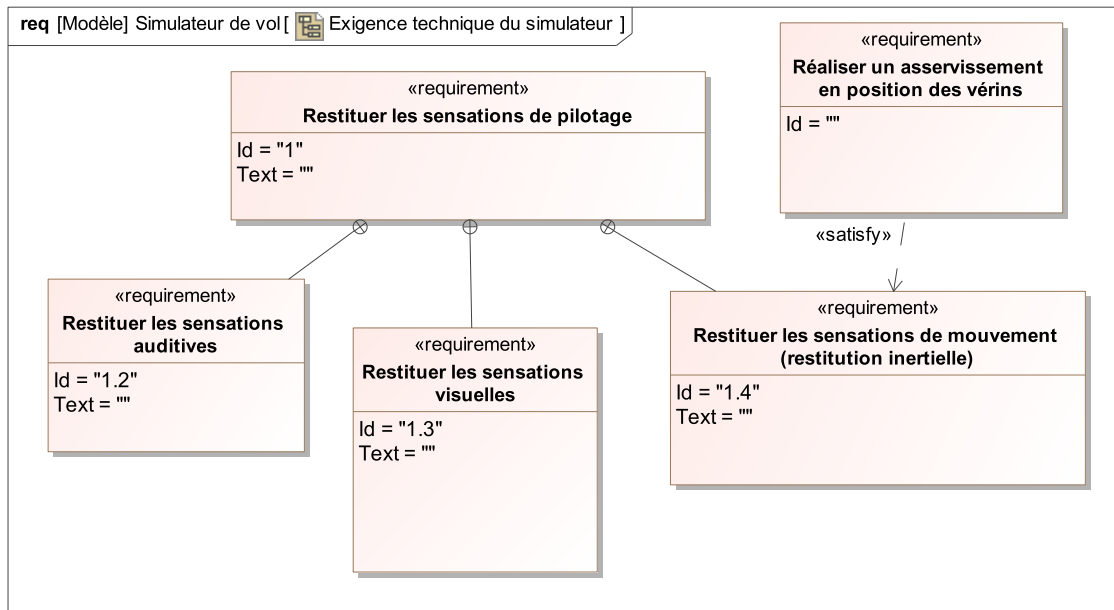 req [Modèle] Simulateur de vol [ Exigence technique du simulateur ]
«requirement»
Restituer les sensations de pilotage
Id = "1"
Text = ""
«requirement»
Réaliser un asservissement
en position des vérins
Id = ""
«satisfy»
«requirement»
Restituer les sensations
auditives
Id = "1.2"
Text = ""
«requirement»
Restituer les sensations
visuelles
Id = "1.3"
Text = ""
«requirement»
Restituer les sensations de mouvement
(restitution inertielle)
Id = "1.4"
Text = ""